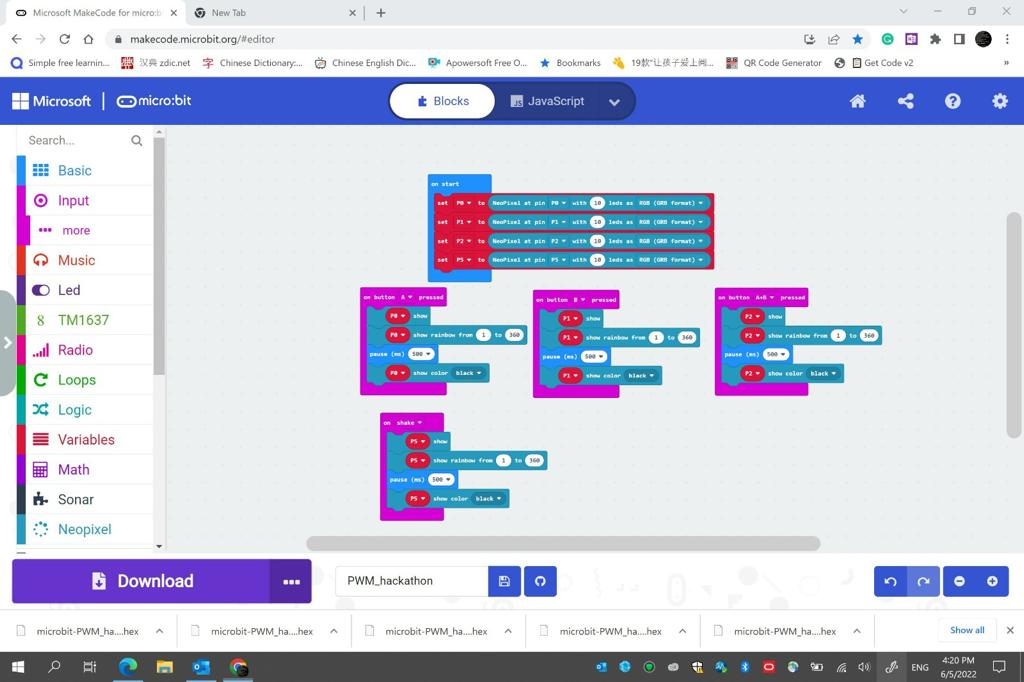 Microsoft MakeCode for micro:b
New Tab
makecode.microbit.org/#editor
Simple free learnin...
汉典 zdic.net
Chinese Dictionary:...
Chinese English Dic...
Apowersoft Free O...
Bookmarks
19款"让孩子爱上阅...
QR Code Generator
Get Code v2
»
Microsoft | micro:bit
Blocks
JavaScript
Search...
Basic
Input
more
Music
Led
TM1637
Radio
Loops
Logic
Variables
Math
Sonar
Neopixel
on start
set P0 to NeoPixel at pin P0 with 10 leds as RGB (GRB format)
set P1 to NeoPixel at pin P1 with 10 leds as RGB (GRB format)
set P2 to NeoPixel at pin P2 with 10 leds as RGB (GRB format)
set P5 to NeoPixel at pin P5 with 10 leds as RGB (GRB format)
on button A pressed
P0 show
P0 show rainbow from 1 to 360
pause (ms) 500
P0 show color black
on button B pressed
P1 show
P1 show rainbow from 1 to 360
pause (ms) 500
P1 show color black
on button A+B pressed
P2 show
P2 show rainbow from 1 to 360
pause (ms) 500
P2 show color black
on shake
P5 show
P5 show rainbow from 1 to 360
pause (ms) 500
P5 show color black
Download
PWM_hackathon
microbit-PWM_ha....hex
microbit-PWM_ha....hex
microbit-PWM_ha....hex
microbit-PWM_ha....hex
microbit-PWM_ha....hex
Show all
ENG
4:20 PM
6/5/2022